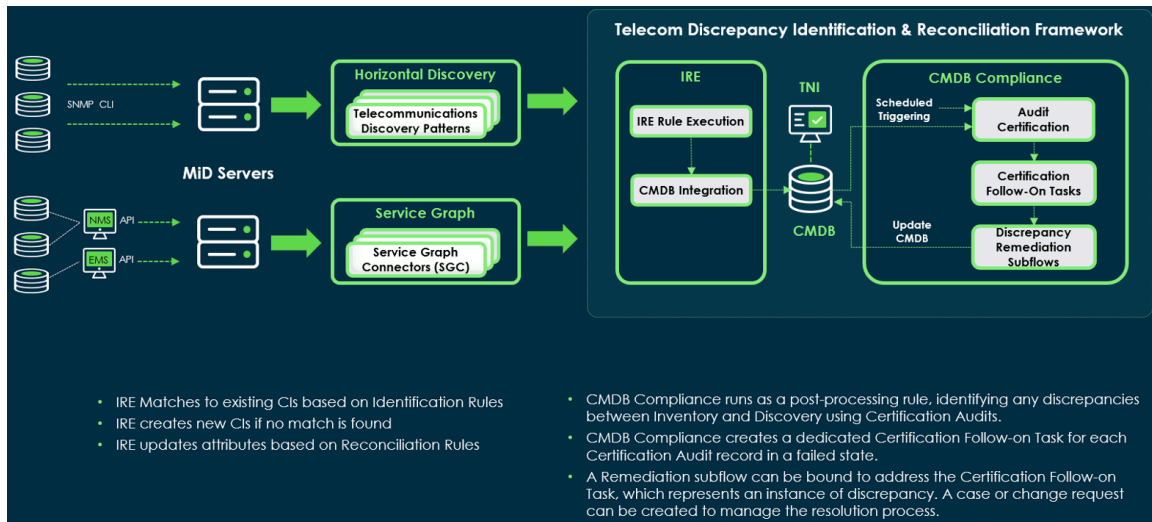 Telecom Discrepancy Identification & Reconciliation Framework
Horizontal Discovery
Telecommunications
Discovery Patterns
SNMP CLI
MiD Servers
NMS
API
EMS
API
Service Graph
Service Graph
Connectors (SGC)
IRE
IRE Rule Execution
CMDB Integration
TNI
CMDB
CMDB Compliance
Scheduled
Triggering
Audit
Certification
Certification
Follow-On Tasks
Update
CMDB
Discrepancy
Remediation
Subflows
• IRE Matches to existing CIs based on Identification Rules
• IRE creates new CIs if no match is found
• IRE updates attributes based on Reconciliation Rules
• CMDB Compliance runs as a post-processing rule, identifying any discrepancies
between Inventory and Discovery using Certification Audits.
• CMDB Compliance creates a dedicated Certification Follow-on Task for each
Certification Audit record in a failed state.
• A Remediation subflow can be bound to address the Certification Follow-on
Task, which represents an instance of discrepancy. A case or change request
can be created to manage the resolution process.